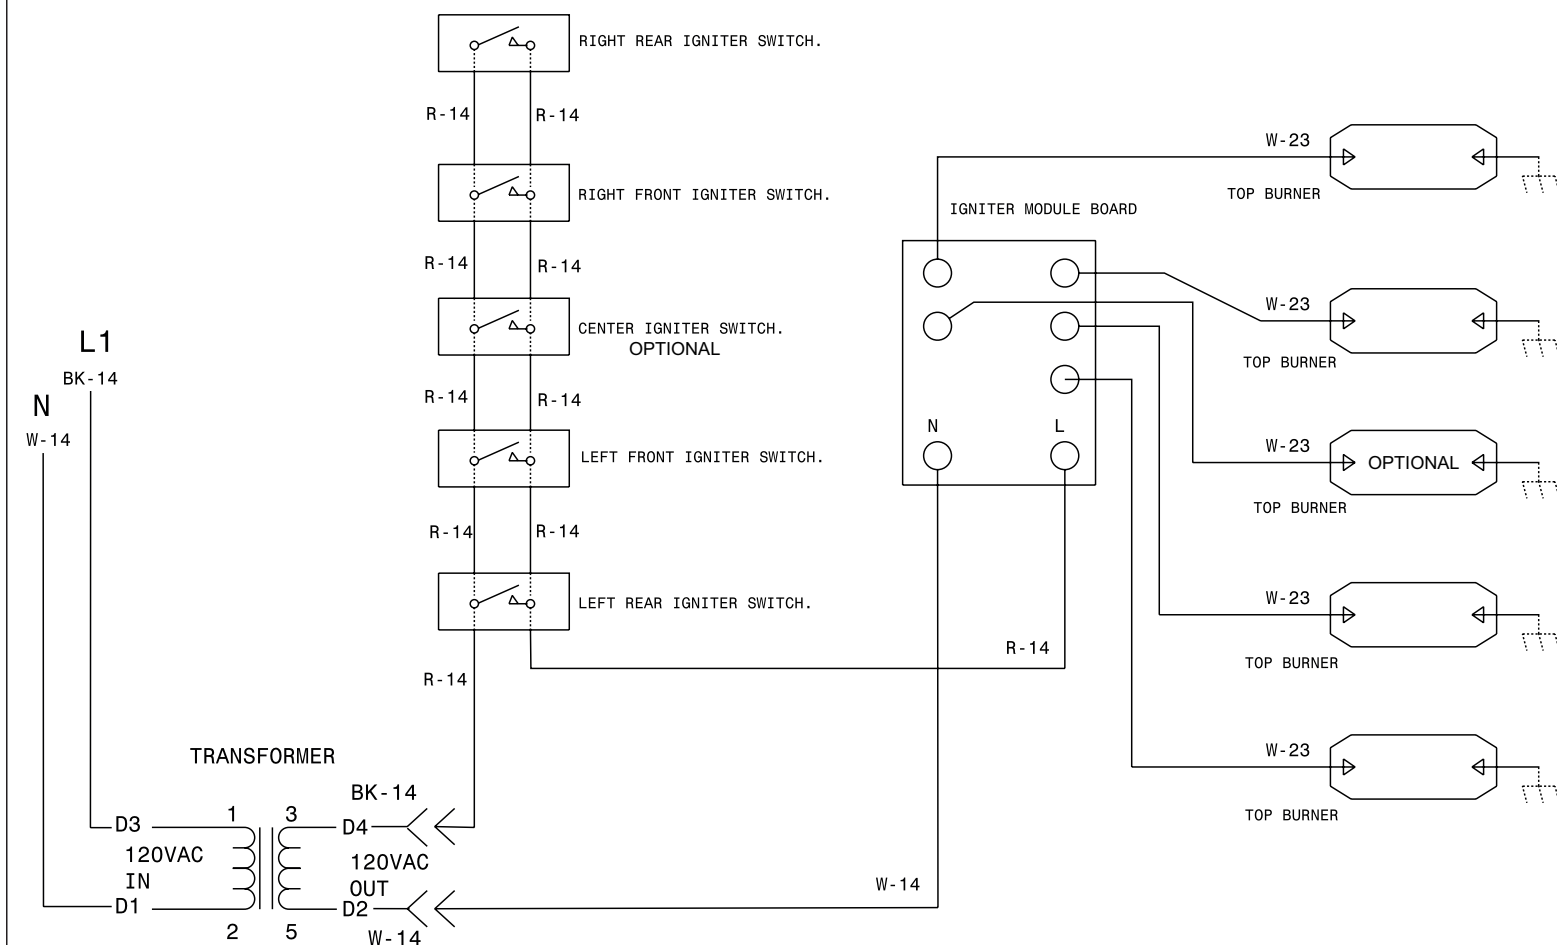 RIGHT REAR IGNITER SWITCH.
R-14
R-14
W-23
TOP BURNER
RIGHT FRONT IGNITER SWITCH.
IGNITER MODULE BOARD
R-14
R-14
W-23
TOP BURNER
CENTER IGNITER SWITCH.
OPTIONAL
L1
BK-14
N
W-14
R-14
R-14
N
L
W-23
OPTIONAL
TOP BURNER
LEFT FRONT IGNITER SWITCH.
R-14
R-14
LEFT REAR IGNITER SWITCH.
W-23
TOP BURNER
R-14
R-14
TRANSFORMER
W-23
TOP BURNER
BK-14
1
3
D3
D4
120VAC
IN
120VAC
OUT
D1
D2
W-14
2
5
W-14